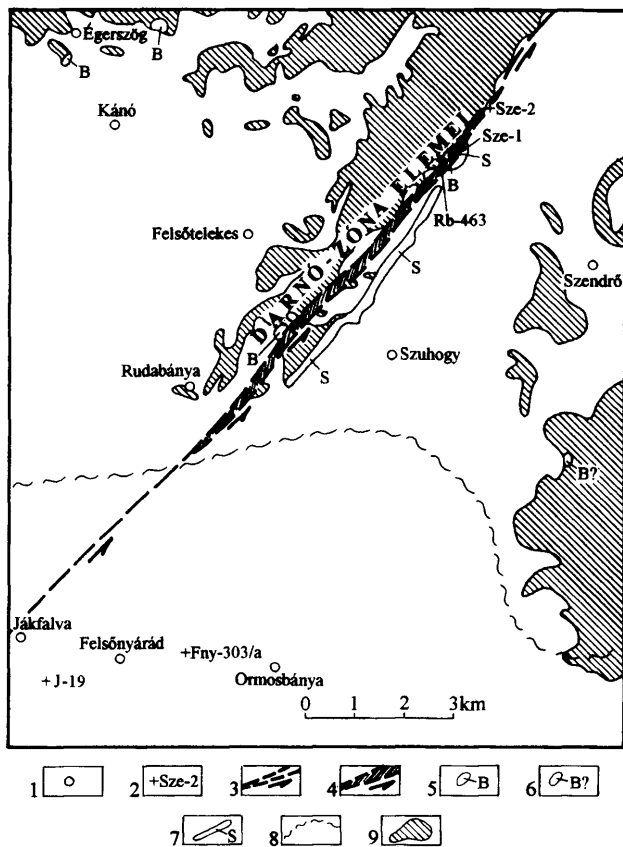 Égerszög
B
B
Kánó
+Sze-2
Sze-1
S
B
Rb-463
DARNÓ-ZÓNA ELEMEI
Felsőtelekes
S
Szendrő
B
Szuhogy
S
Rudabánya
B?
Jákfalva
Felsőnyárád
+Fny-303/a
Ormosbánya
+J-19
0 1 2 3km
1 2 +Sze-2 3 4 5 B 6 B?
7 S 8 9